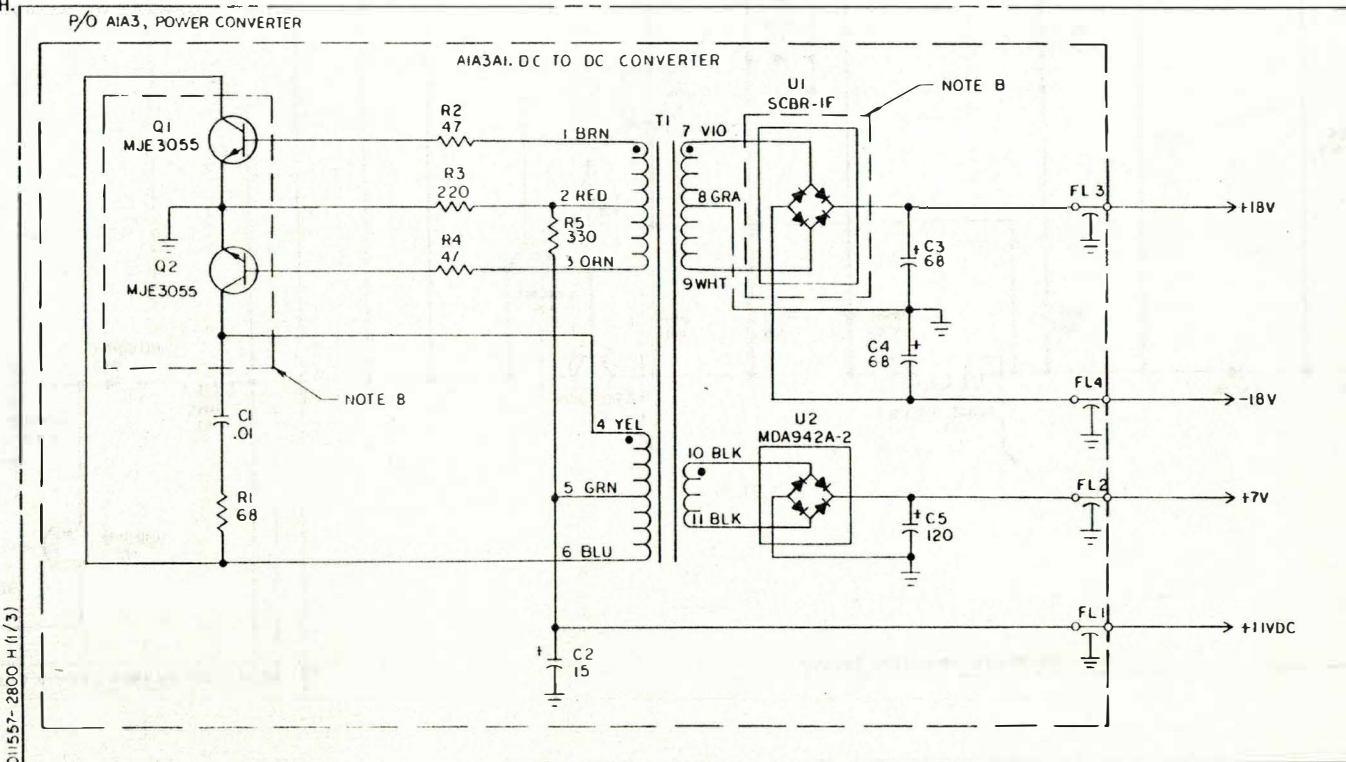 H.
P/O A1A3, POWER CONVERTER
A1A3A1. DC TO DC CONVERTER
NOTE B
U1
SCBR-1F
Q1
MJE3055
R2
47
1 BRN
T1
7 VIO
R3
220
2 RED
8 GRA
FL3
+18V
R5
330
R4
47
3 ORN
9 WHT
+ C3
68
Q2
MJE3055
C4 +
68
FL4
-18V
NOTE B
C1
.01
4 YEL
U2
MDA942A-2
10 BLK
R1
68
5 GRN
FL2
+7V
11 BLK
+ C5
120
6 BLU
FL1
+11VDC
+ C2
15
011557-2800 H (1/3)